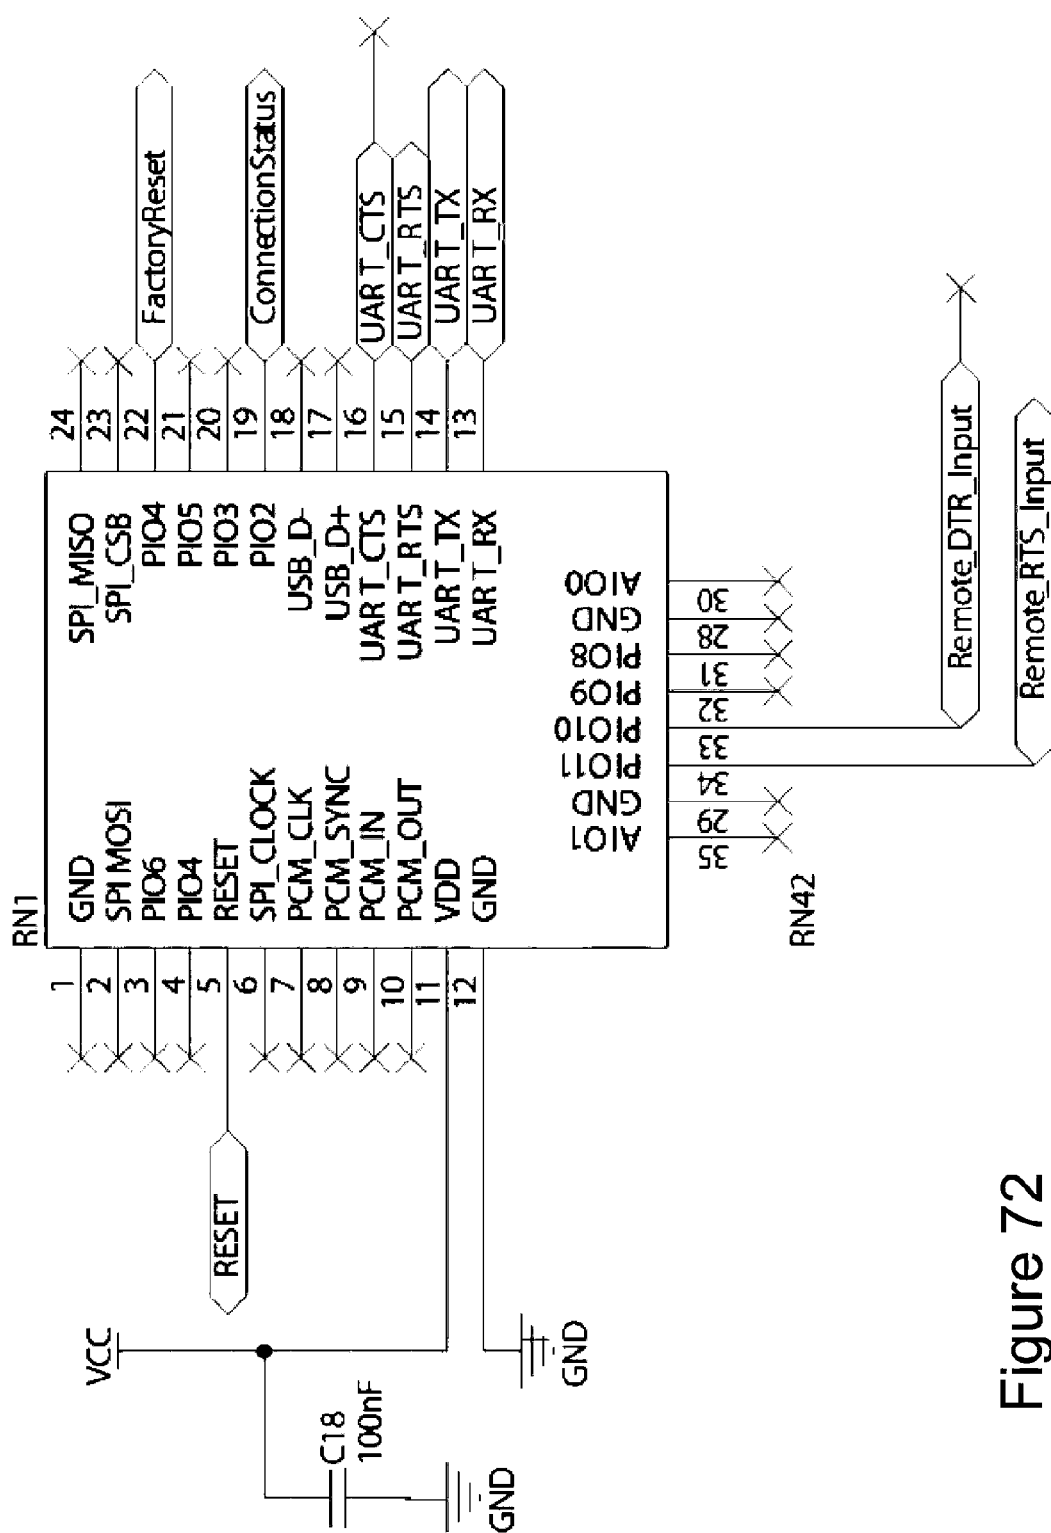 RN1
VCC
C18
100nF
GND
GND
RESET
1 GND
2 SPI MOSI
3 PIO6
4 PIO4
5 RESET
6 SPI_CLOCK
7 PCM_CLK
8 PCM_SYNC
9 PCM_IN
10 PCM_OUT
11 VDD
12 GND
SPI_MISO 24
SPI_CSB 23
PIO4 22 FactoryReset
PIO5 21
PIO3 20
PIO2 19 ConnectionStatus
USB_D- 18
USB_D+ 17
UART_CTS 16 UART_CTS
UART_RTS 15 UART_RTS
UART_TX 14 UART_TX
UART_RX 13 UART_RX
AIO1 35
GND 29
PIO11 34
PIO10 33
PIO9 32
PIO8 31
GND 28
AIO0 30
Remote_DTR_Input
Remote_RTS_Input
RN42
Figure 72